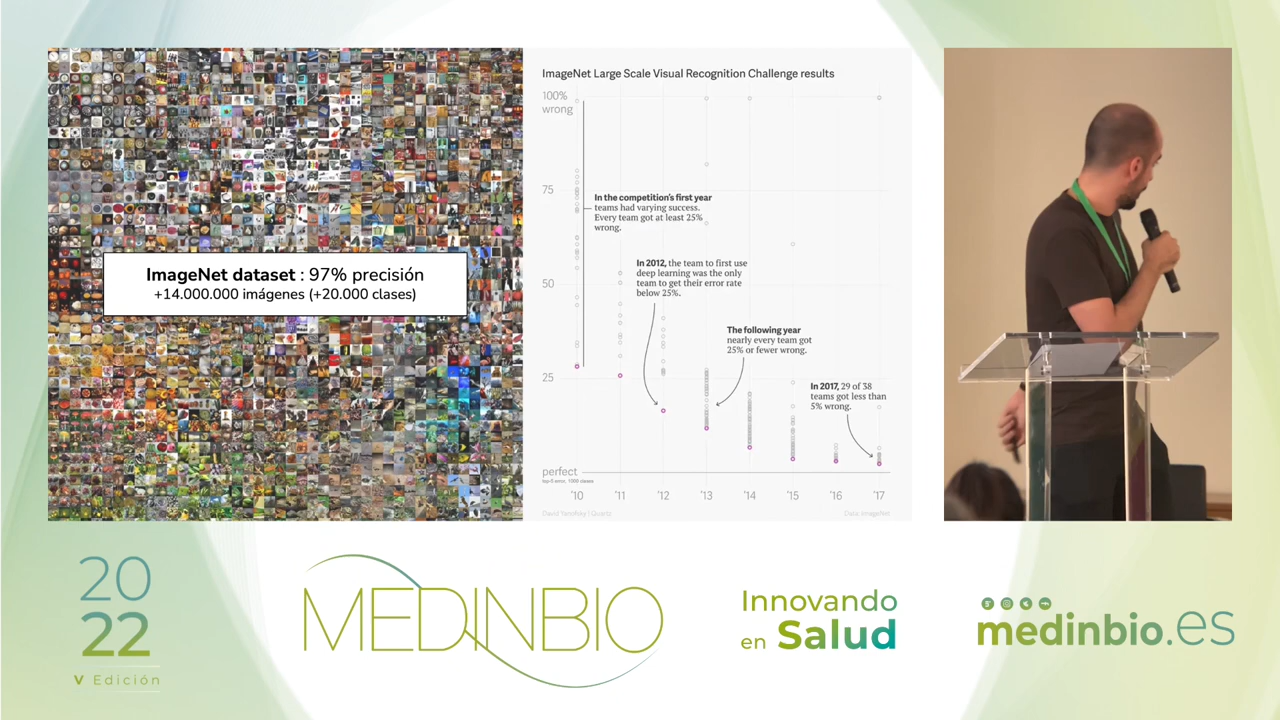 ImageNet dataset : 97% precisión
+14.000.000 imágenes (+20.000 clases)
ImageNet Large Scale Visual Recognition Challenge results
100%
wrong
75
50
25
perfect
top-5 error, 1000 classes
In the competition's first year
teams had varying success.
Every team got at least 25%
wrong.
In 2012, the team to first use
deep learning was the only
team to get their error rate
below 25%.
The following year
nearly every team got
25% or fewer wrong.
In 2017, 29 of 38
teams got less than
5% wrong.
'10 '11 '12 '13 '14 '15 '16 '17
David Yanofsky | Quartz
Data: ImageNet
20
22
V Edición
MEDINBIO
Innovando
en Salud
medinbio.es